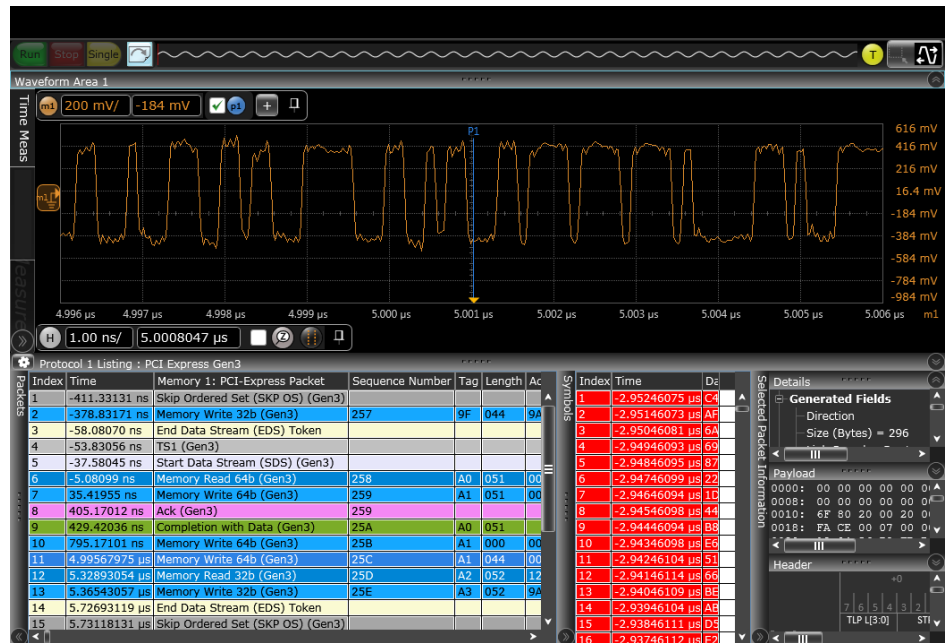 Run Stop Single T
Waveform Area 1
Time Meas
m1 200 mV/ -184 mV p1 +
P1
616 mV
416 mV
216 mV
16.4 mV
-184 mV
-384 mV
-584 mV
-784 mV
-984 mV
m1
4.996 µs 4.997 µs 4.998 µs 4.999 µs 5.000 µs 5.001 µs 5.002 µs 5.003 µs 5.004 µs 5.005 µs 5.006 µs m1
H 1.00 ns/ 5.0008047 µs Z
Protocol 1 Listing : PCI Express Gen3
Packets
Index Time Memory 1: PCI-Express Packet Sequence Number Tag Length
1 -411.33131 ns Skip Ordered Set (SKP OS) (Gen3)
2 -378.83171 ns Memory Write 32b (Gen3) 257 9F 044 9A
3 -58.08070 ns End Data Stream (EDS) Token
4 -53.83056 ns TS1 (Gen3)
5 -37.58045 ns Start Data Stream (SDS) (Gen3)
6 -5.08099 ns Memory Read 64b (Gen3) 258 A0 051 00
7 35.41955 ns Memory Write 64b (Gen3) 259 A1 051 00
8 405.17012 ns Ack (Gen3) 259
9 429.42036 ns Completion with Data (Gen3) 25A A0 051
10 795.17101 ns Memory Write 64b (Gen3) 25B A1 000 00
11 4.99567975 µs Memory Write 64b (Gen3) 25C A1 044 00
12 5.32893054 µs Memory Read 32b (Gen3) 25D A2 052 12
13 5.36543057 µs Memory Write 32b (Gen3) 25E A3 052 9A
14 5.72693119 µs End Data Stream (EDS) Token
15 5.73118131 µs Skip Ordered Set (SKP OS) (Gen3)
Symbols
Index Time
1 -2.95246075 µs C4
2 -2.95146073 µs AF
3 -2.95046081 µs 6A
4 -2.94946093 µs 69
5 -2.94846095 µs 87
6 -2.94746099 µs 22
7 -2.94646094 µs 1D
8 -2.94546098 µs 44
9 -2.94446094 µs B8
10 -2.94346098 µs E6
11 -2.94246104 µs 51
12 -2.94146114 µs 66
13 -2.94046109 µs BE
14 -2.93946104 µs AB
15 -2.93846111 µs D5
16 -2.93746112 µs
Selected Packet Information
Details
Generated Fields
Direction
Size (Bytes) = 296
Payload
0000: 00 00 00 00 00
0008: 00 00 00 00 00
0010: 6F 80 20 00 20
0018: FA CE 00 07 00
Header
+0
7 6 5 4 3 2
TLP L[3:0]